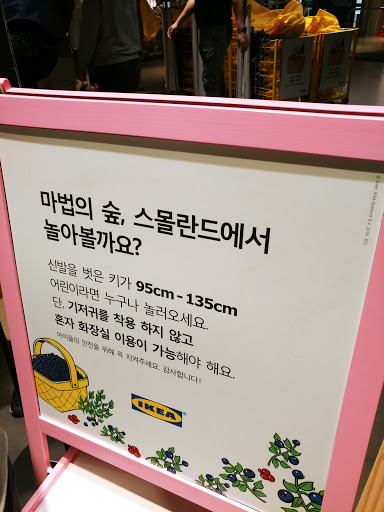 마법의 숲, 스몰란드에서
놀아볼까요?
신발을 벗은 키가 95cm - 135cm
어린이라면 누구나 놀러오세요.
단, 기저귀를 착용 하지 않고
혼자 화장실 이용이 가능해야 해요.
아이들의 안전을 위해 꼭 지켜주세요. 감사합니다!
IKEA